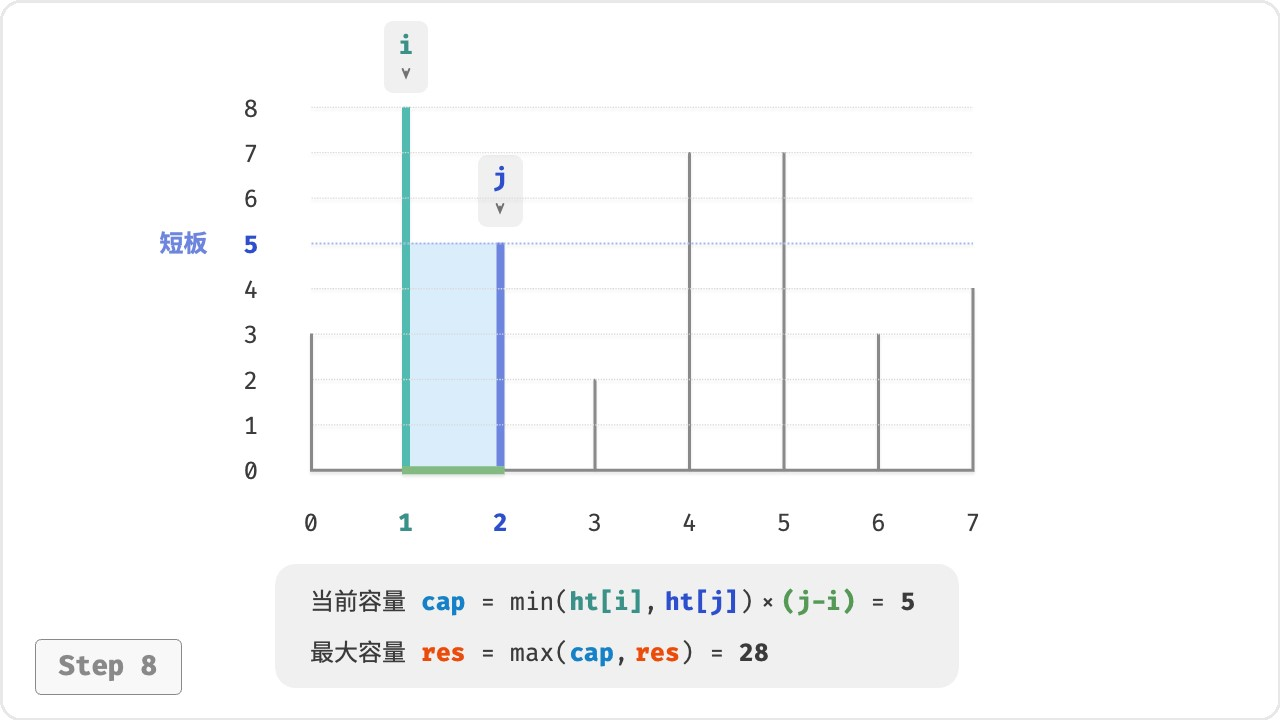 i
8
7
j
6
短板 5
4
3
2
1
0
0 1 2 3 4 5 6 7
当前容量 cap = min(ht[i], ht[j]) × (j-i) = 5
最大容量 res = max(cap, res) = 28
Step 8